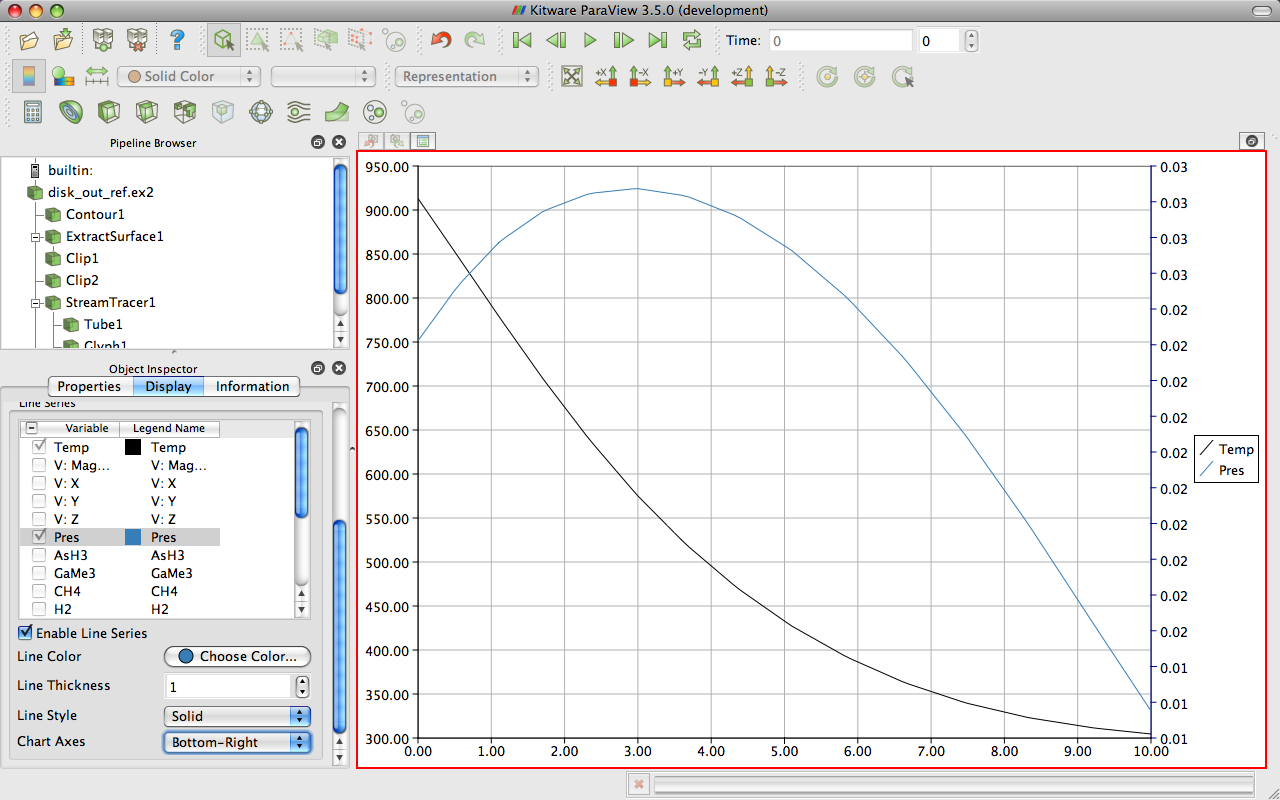 Kitware ParaView 3.5.0 (development)
Time: 0 0
Solid Color Representation
+X -X +Y -Y +Z -Z
Pipeline Browser
builtin:
disk_out_ref.ex2
Contour1
ExtractSurface1
Clip1
Clip2
StreamTracer1
Tube1
Glyph1
Object Inspector
Properties Display Information
Line Series
Variable Legend Name
Temp Temp
V: Mag... V: Mag...
V: X V: X
V: Y V: Y
V: Z V: Z
Pres Pres
AsH3 AsH3
GaMe3 GaMe3
CH4 CH4
H2 H2
Enable Line Series
Line Color Choose Color...
Line Thickness 1
Line Style Solid
Chart Axes Bottom-Right
950.00
900.00
850.00
800.00
750.00
700.00
650.00
600.00
550.00
500.00
450.00
400.00
350.00
300.00
0.00 1.00 2.00 3.00 4.00 5.00 6.00 7.00 8.00 9.00 10.00
0.03
0.03
0.03
0.03
0.02
0.02
0.02
0.02
0.02
0.02
0.02
0.02
0.02
0.02
0.01
0.01
0.01
Temp
Pres